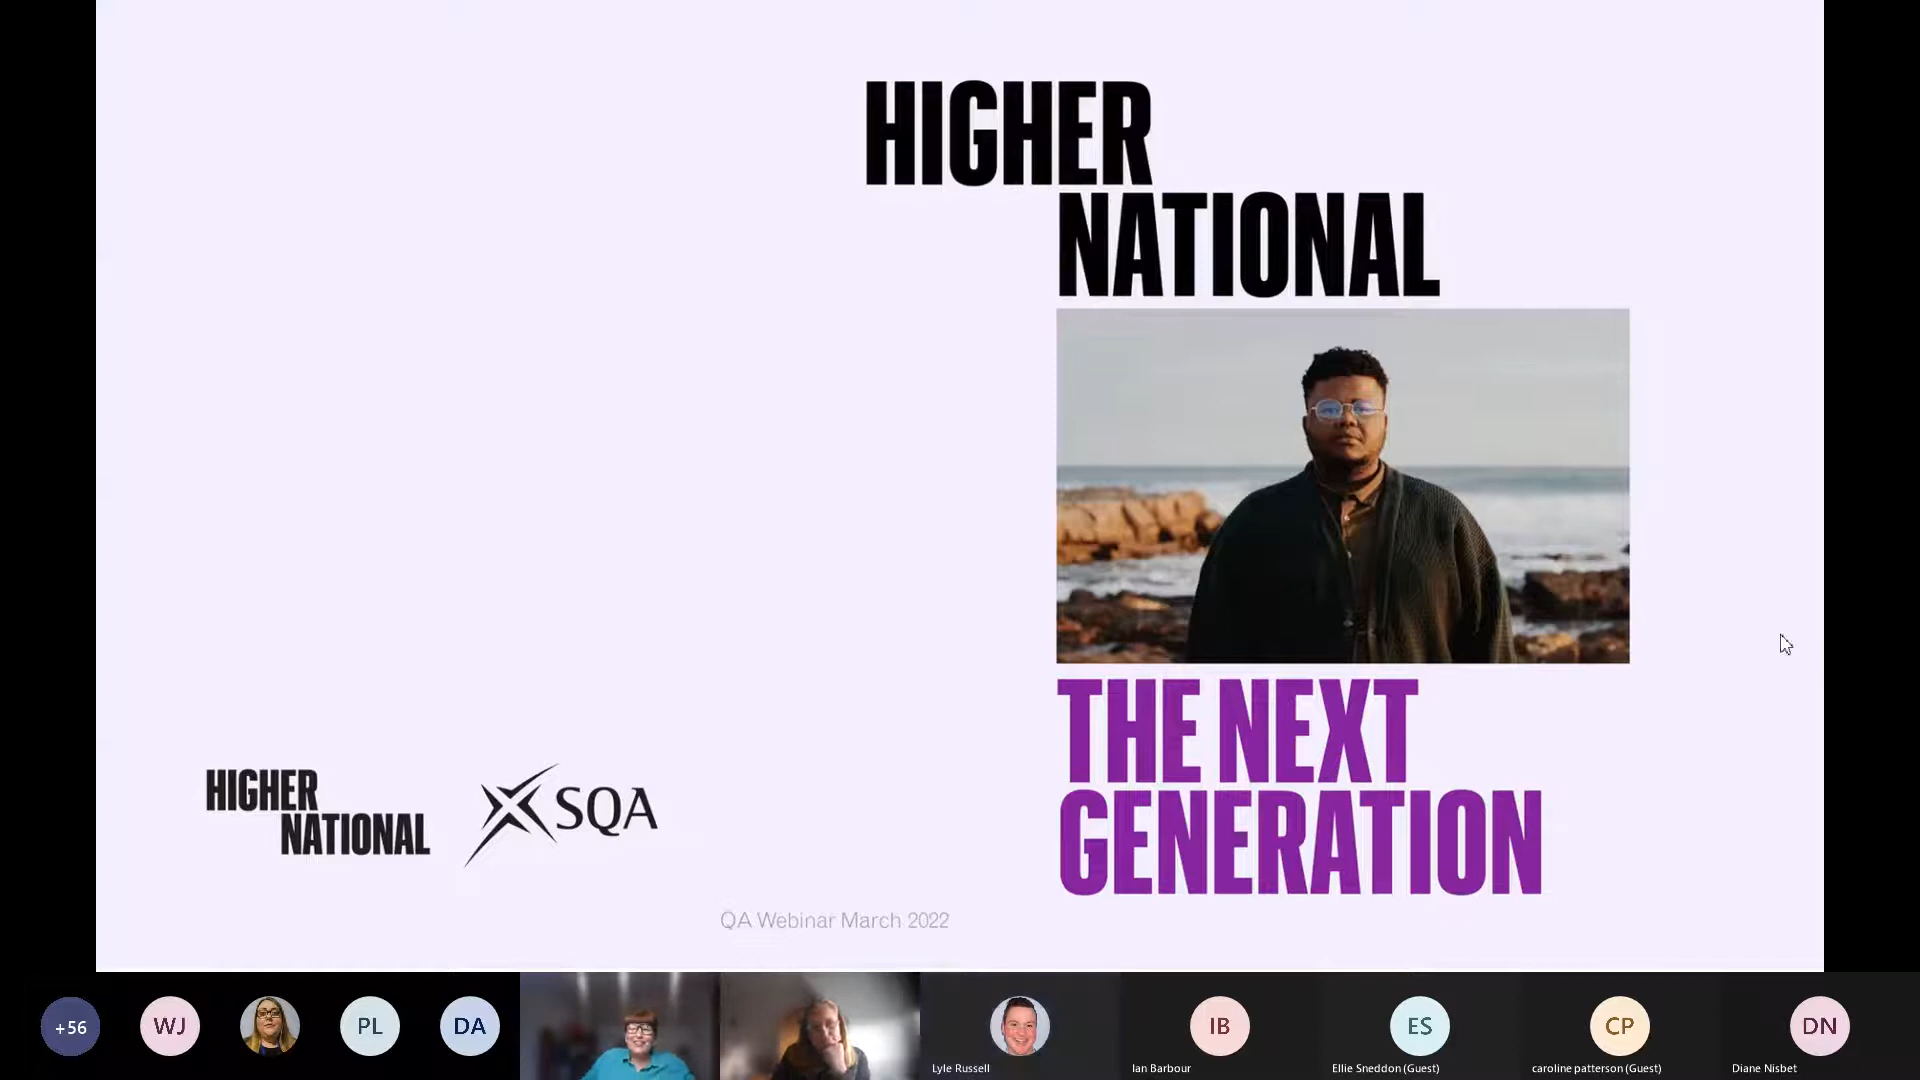 HIGHER
NATIONAL
THE NEXT
GENERATION
HIGHER
NATIONAL
SQA
QA Webinar March 2022
+56
WJ
PL
DA
Lyle Russell
IB
Ian Barbour
ES
Ellie Sneddon (Guest)
CP
caroline patterson (Guest)
DN
Diane Nisbet